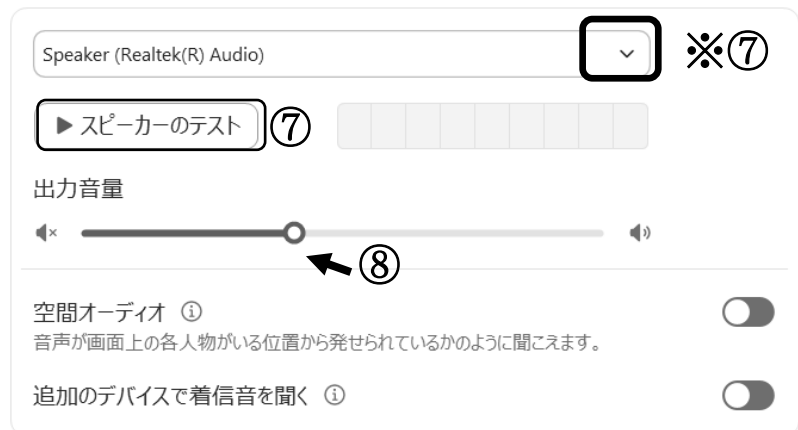 Speaker (Realtek(R) Audio)
※⑦
▶ スピーカーのテスト
⑦
出力音量
⑧
空間オーディオ ⓘ
音声が画面上の各人物がいる位置から発せられているかのように聞こえます。
追加のデバイスで着信音を聞く ⓘ